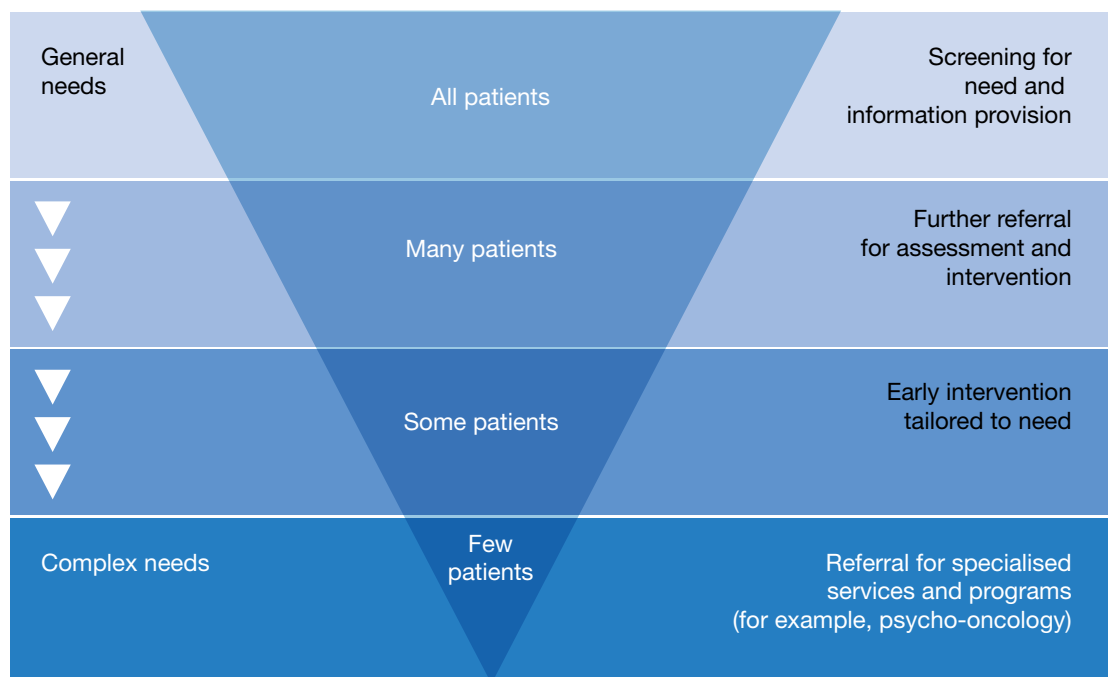 General
needs
All patients
Screening for
need and
information provision
Many patients
Further referral
for assessment and
intervention
Some patients
Early intervention
tailored to need
Complex needs
Few
patients
Referral for specialised
services and programs
(for example, psycho-oncology)